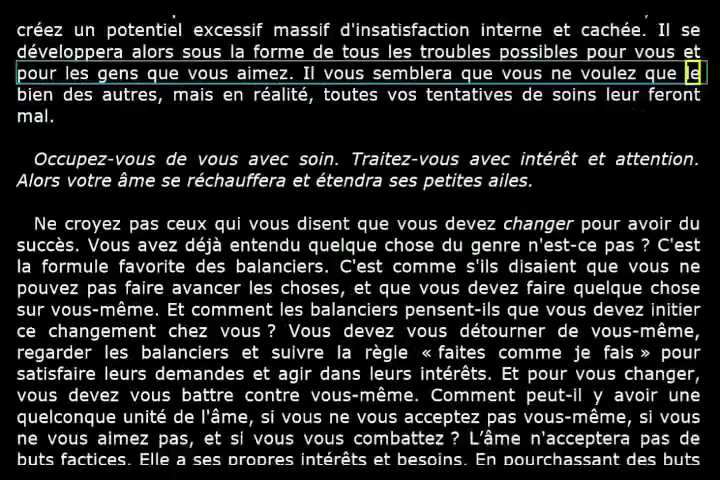 créez un potentiel excessif massif d'insatisfaction interne et cachée. Il se
développera alors sous la forme de tous les troubles possibles pour vous et
pour les gens que vous aimez. Il vous semblera que vous ne voulez que le
bien des autres, mais en réalité, toutes vos tentatives de soins leur feront
mal.
Occupez-vous de vous avec soin. Traitez-vous avec intérêt et attention.
Alors votre âme se réchauffera et étendra ses petites ailes.
Ne croyez pas ceux qui vous disent que vous devez changer pour avoir du
succès. Vous avez déjà entendu quelque chose du genre n'est-ce pas ? C'est
la formule favorite des balanciers. C'est comme s'ils disaient que vous ne
pouvez pas faire avancer les choses, et que vous devez faire quelque chose
sur vous-même. Et comment les balanciers pensent-ils que vous devez initier
ce changement chez vous ? Vous devez vous détourner de vous-même,
regarder les balanciers et suivre la règle « faites comme je fais » pour
satisfaire leurs demandes et agir dans leurs intérêts. Et pour vous changer,
vous devez vous battre contre vous-même. Comment peut-il y avoir une
quelconque unité de l'âme, si vous ne vous acceptez pas vous-même, si vous
ne vous aimez pas, et si vous vous combattez ? L'âme n'acceptera pas de
buts factices. Elle a ses propres intérêts et besoins. En pourchassant des buts